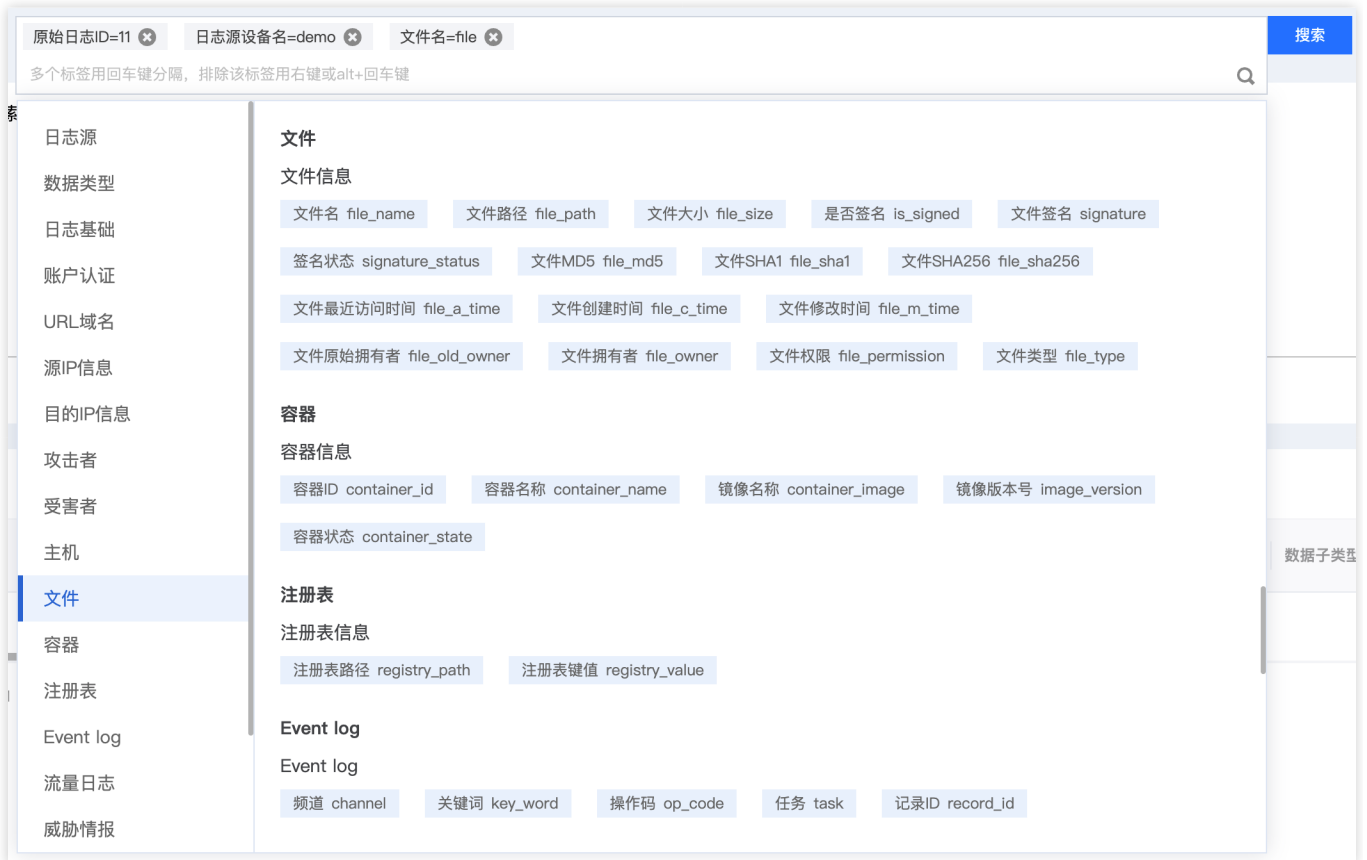 原始日志ID=11 日志源设备名=demo 文件名=file 搜索
多个标签用回车键分隔，排除该标签用右键或alt+回车键
索
日志源
数据类型
日志基础
账户认证
URL域名
源IP信息
目的IP信息
攻击者
受害者
主机
文件
容器
注册表
Event log
流量日志
威胁情报
文件
文件信息
文件名 file_name 文件路径 file_path 文件大小 file_size 是否签名 is_signed 文件签名 signature
签名状态 signature_status 文件MD5 file_md5 文件SHA1 file_sha1 文件SHA256 file_sha256
文件最近访问时间 file_a_time 文件创建时间 file_c_time 文件修改时间 file_m_time
文件原始拥有者 file_old_owner 文件拥有者 file_owner 文件权限 file_permission 文件类型 file_type
容器
容器信息
容器ID container_id 容器名称 container_name 镜像名称 container_image 镜像版本号 image_version
容器状态 container_state
注册表
注册表信息
注册表路径 registry_path 注册表键值 registry_value
Event log
Event log
频道 channel 关键词 key_word 操作码 op_code 任务 task 记录ID record_id
数据子类型